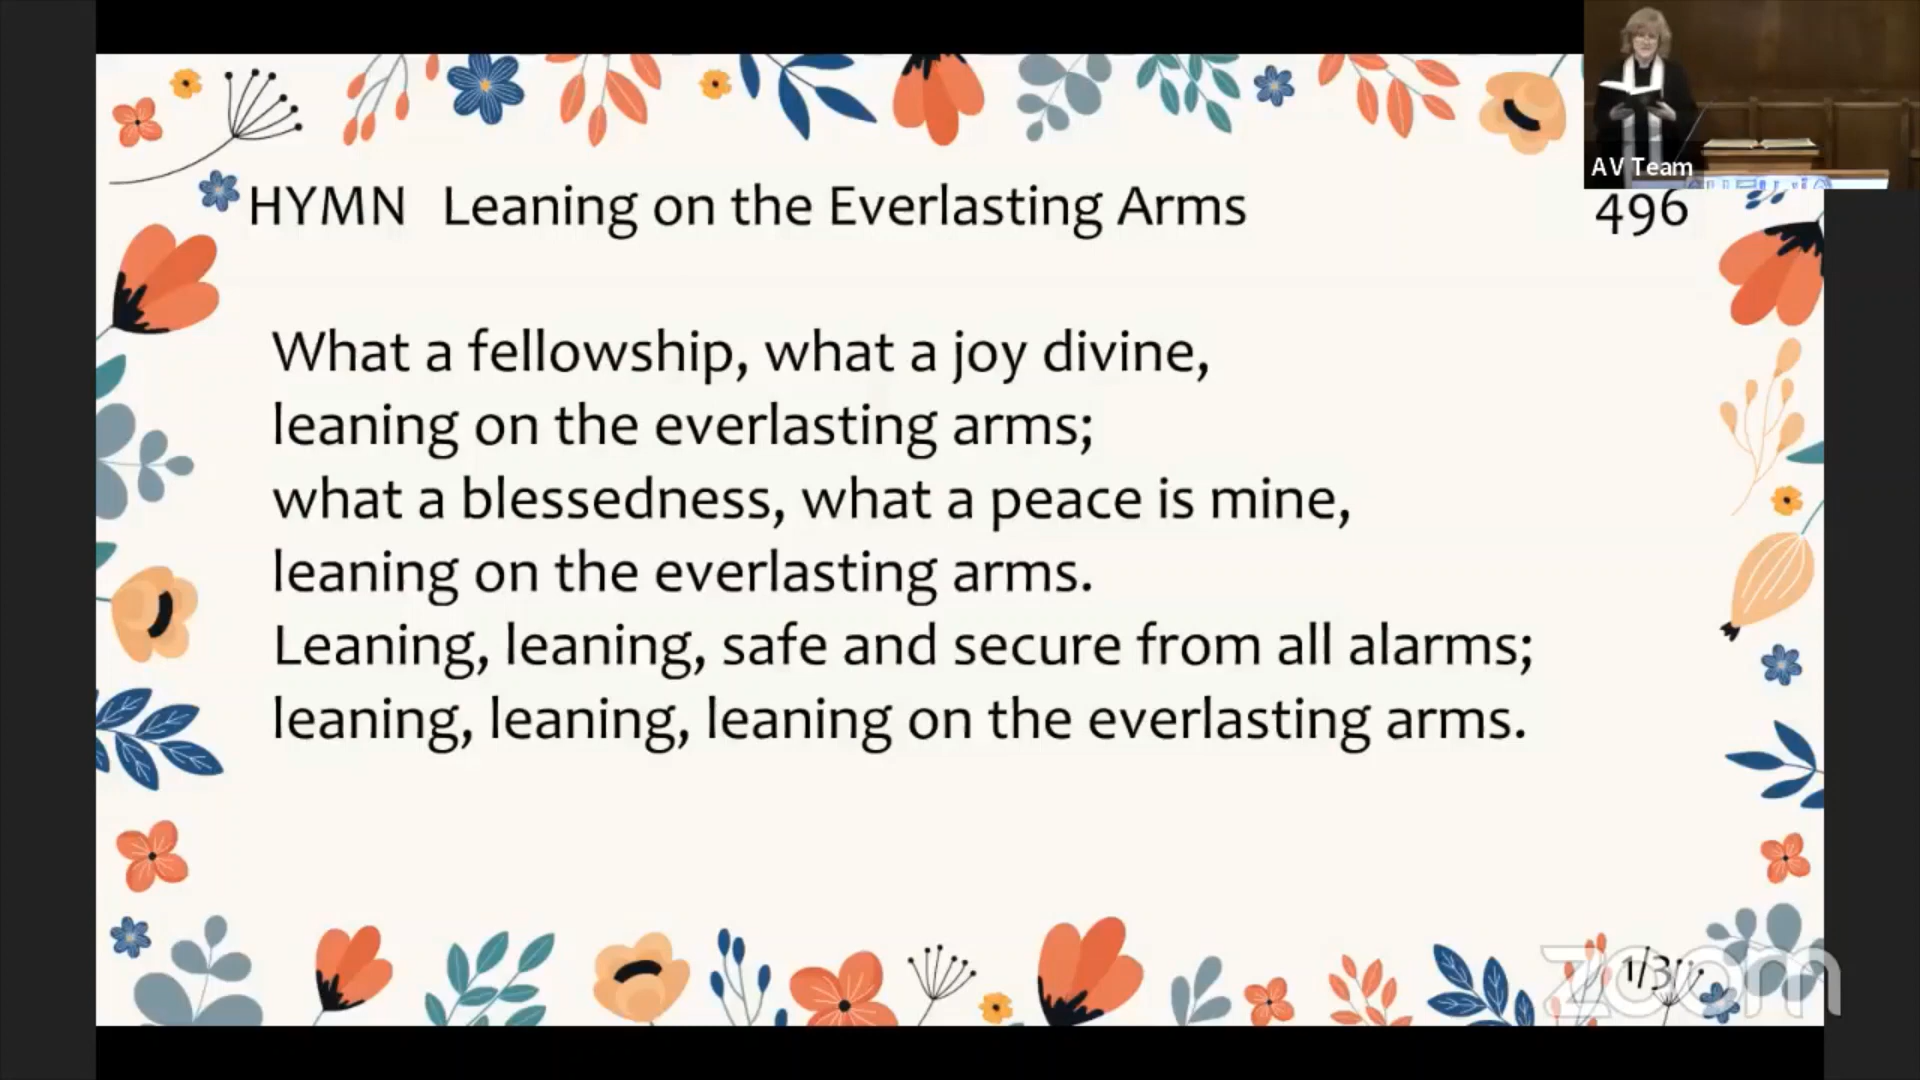 AV Team
HYMN Leaning on the Everlasting Arms 496
What a fellowship, what a joy divine,
leaning on the everlasting arms;
what a blessedness, what a peace is mine,
leaning on the everlasting arms.
Leaning, leaning, safe and secure from all alarms;
leaning, leaning, leaning on the everlasting arms.
1/3
zoom